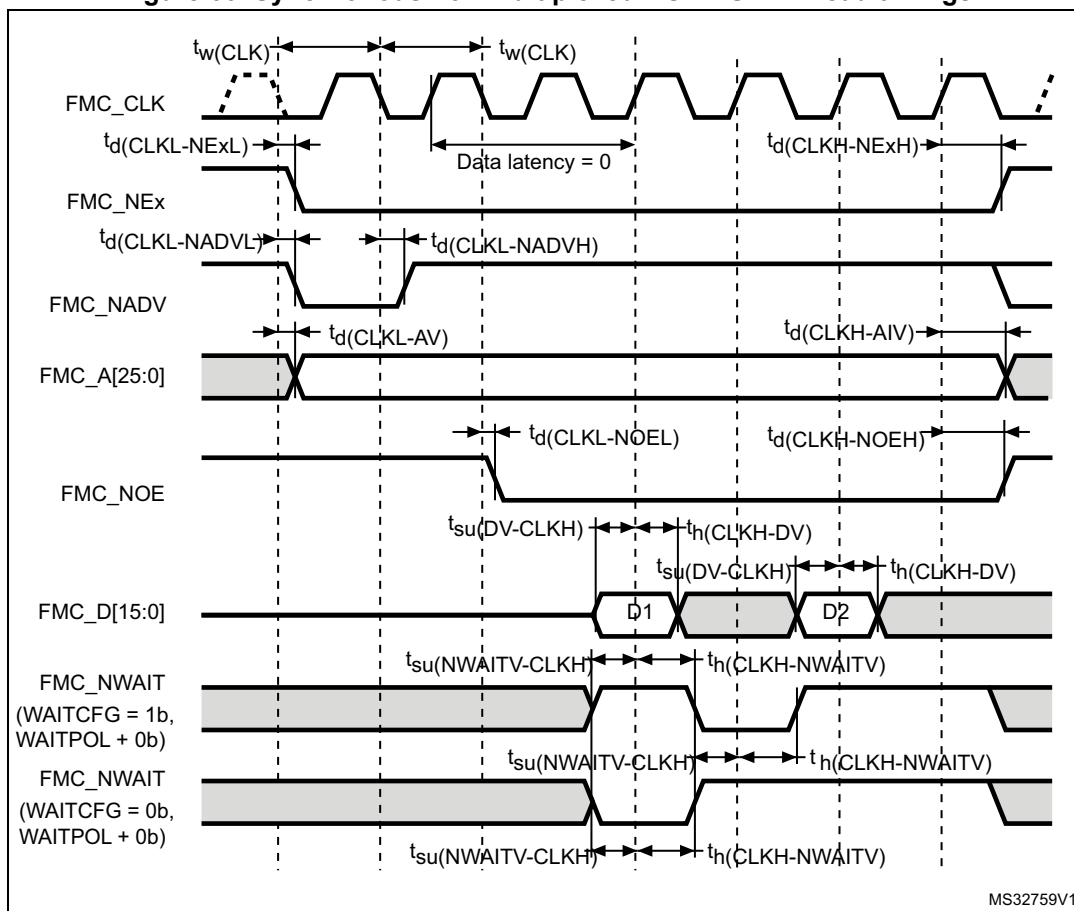 tw(CLK) tw(CLK)
FMC_CLK
td(CLKL-NExL) Data latency = 0 td(CLKH-NExH)
FMC_NEx
td(CLKL-NADVL) td(CLKL-NADVH)
FMC_NADV
td(CLKL-AV) td(CLKH-AIV)
FMC_A[25:0]
td(CLKL-NOEL) td(CLKH-NOEH)
FMC_NOE
tsu(DV-CLKH) th(CLKH-DV)
tsu(DV-CLKH) th(CLKH-DV)
FMC_D[15:0] D1 D2
tsu(NWAITV-CLKH) th(CLKH-NWAITV)
FMC_NWAIT
(WAITCFG = 1b,
WAITPOL + 0b)
tsu(NWAITV-CLKH) th(CLKH-NWAITV)
FMC_NWAIT
(WAITCFG = 0b,
WAITPOL + 0b)
tsu(NWAITV-CLKH) th(CLKH-NWAITV)
MS32759V1